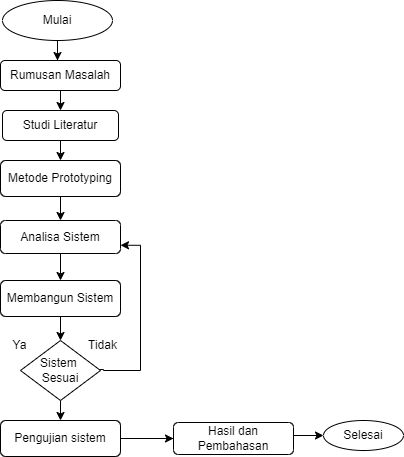 Mulai
Rumusan Masalah
Studi Literatur
Metode Prototyping
Analisa Sistem
Membangun Sistem
Ya
Tidak
Sistem
Sesuai
Pengujian sistem
Hasil dan
Pembahasan
Selesai